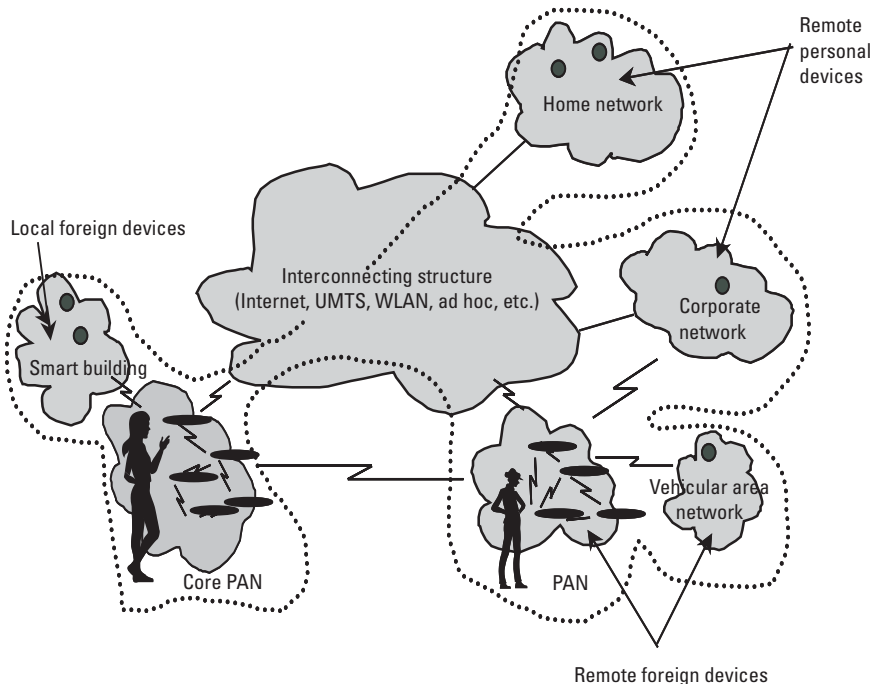 Remote
personal
devices
Home network
Local foreign devices
Interconnecting structure
(Internet, UMTS, WLAN, ad hoc, etc.)
Corporate
network
Smart building
Vehicular area
network
Core PAN
PAN
Remote foreign devices